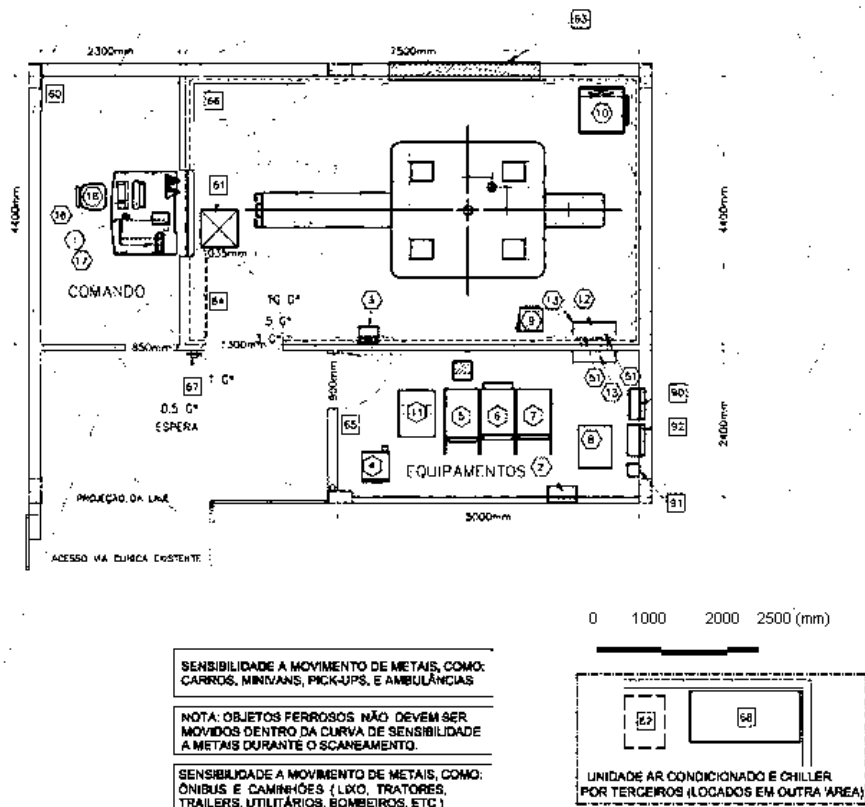 63
2300mm
7500mm
60
66
10
4400mm
4400mm
61
18
16
1
17
1035mm
COMANDO
64
10 G*
3
5 G*
9
13
12
850mm
1300mm
67
1 G*
51
13
51
900mm
0.5 G*
ESPERA
65
11
5
6
7
8
90
92
2400mm
4
EQUIPAMENTOS
2
91
PROJEÇÃO DA LAJE
5000mm
ACESSO VIA CLINICA EXISTENTE
0 1000 2000 2500 (mm)
SENSIBILIDADE A MOVIMENTO DE METAIS, COMO:
CARROS, MINIVANS, PICK-UPS, E AMBULÂNCIAS
NOTA: OBJETOS FERROSOS NÃO DEVEM SER
MOVIDOS DENTRO DA CURVA DE SENSIBILIDADE
A METAIS DURANTE O SCANEAMENTO.
SENSIBILIDADE A MOVIMENTO DE METAIS, COMO:
ÔNIBUS E CAMINHÕES ( LIXO, TRATORES,
TRAILERS, UTILITÁRIOS, BOMBEIROS, ETC )
62
68
UNIDADE AR CONDICIONADO E CHILLER
POR TERCEIROS (LOCADOS EM OUTRA ÁREA)